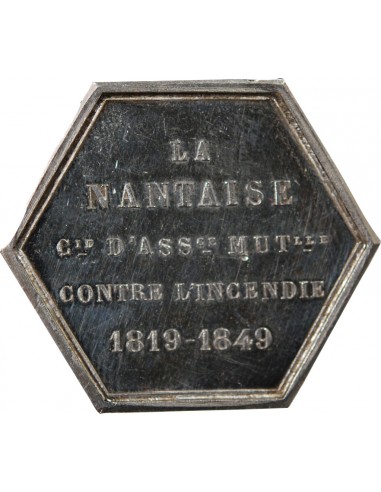 LA
NANTAISE
Cie D'ASSce MUTlle
CONTRE L'INCENDIE
1819-1849